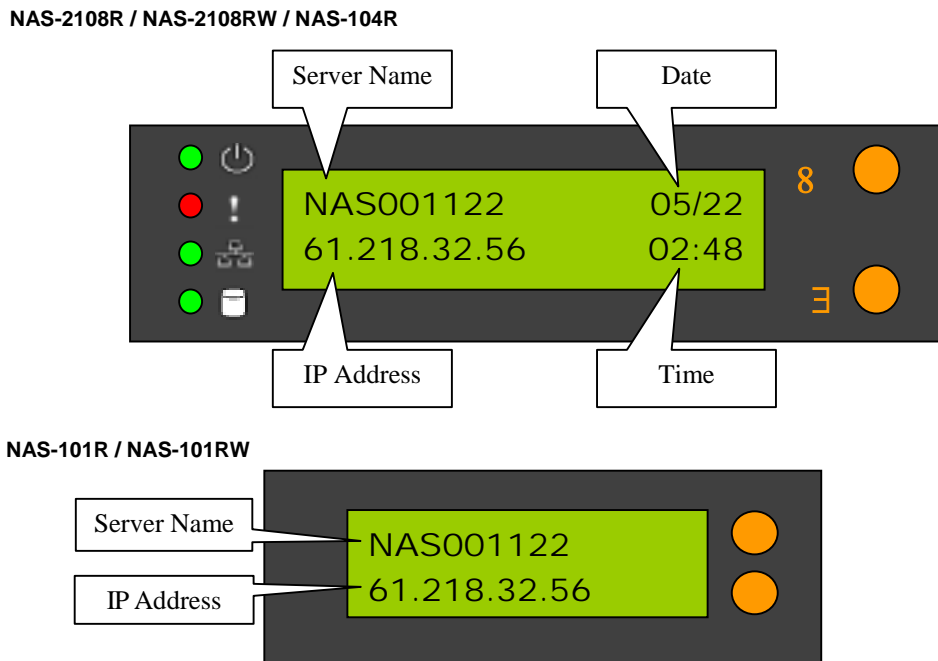 NAS-2108R / NAS-2108RW / NAS-104R
Server Name
Date
8
NAS001122 05/22
61.218.32.56 02:48
∃
IP Address
Time
NAS-101R / NAS-101RW
Server Name
NAS001122
61.218.32.56
IP Address